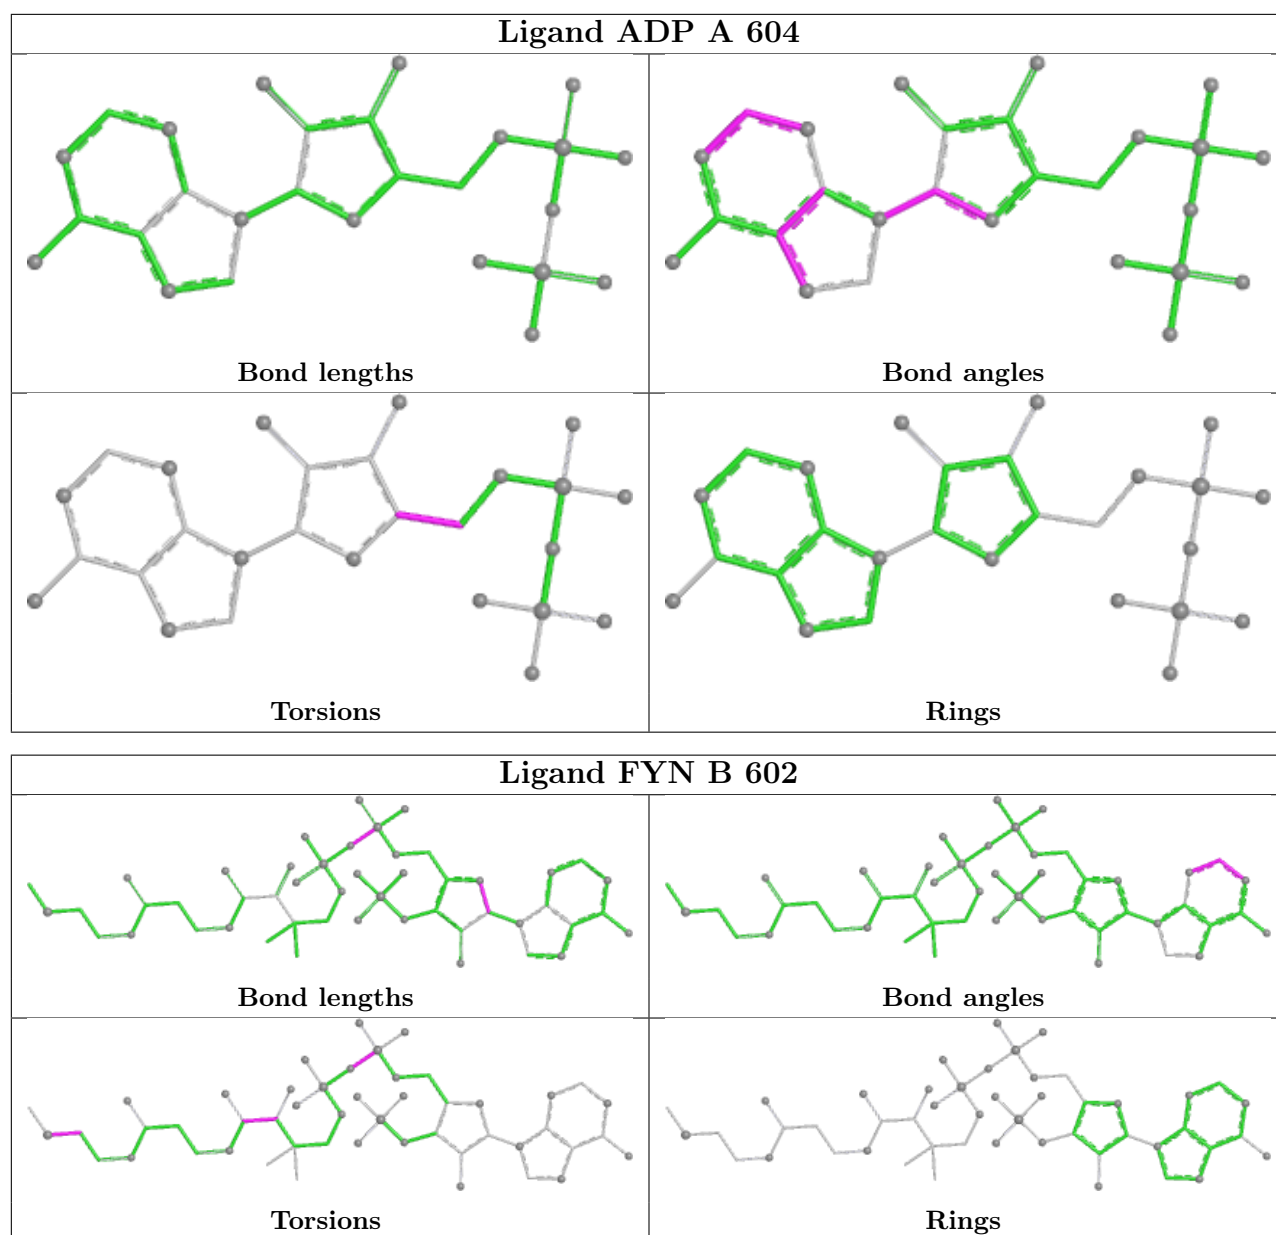 Ligand ADP A 604
Bond lengths
Bond angles
Torsions
Rings
Ligand FYN B 602
Bond lengths
Bond angles
Torsions
Rings